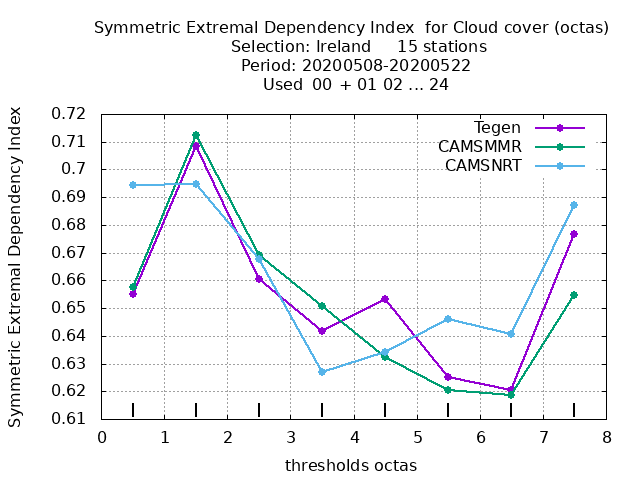 Symmetric Extremal Dependency Index  for Cloud cover (octas)
Selection: Ireland     15 stations
Period: 20200508-20200522
Used  00  + 01 02 ... 24
Symmetric Extremal Dependency Index
0.72
0.71
0.7
0.69
0.68
0.67
0.66
0.65
0.64
0.63
0.62
0.61
Tegen
CAMSMMR
CAMSNRT
0 1 2 3 4 5 6 7 8
thresholds octas